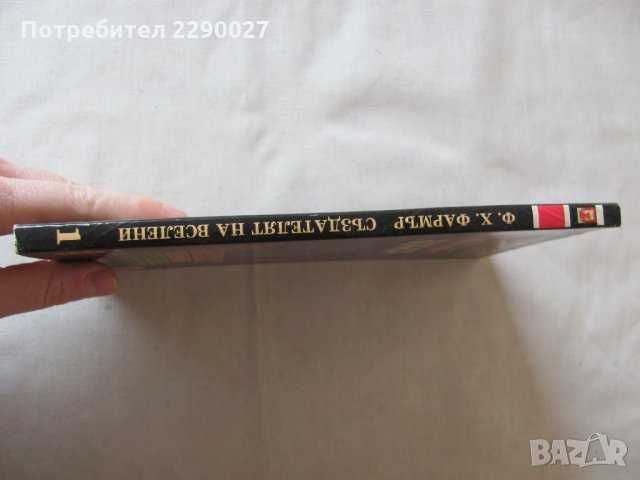 Потребител 2290027
Ф. Х. ФАРМЪР СЪЗДАТЕЛЯТ НА ВСЕЛЕНИ 1
BAZAR